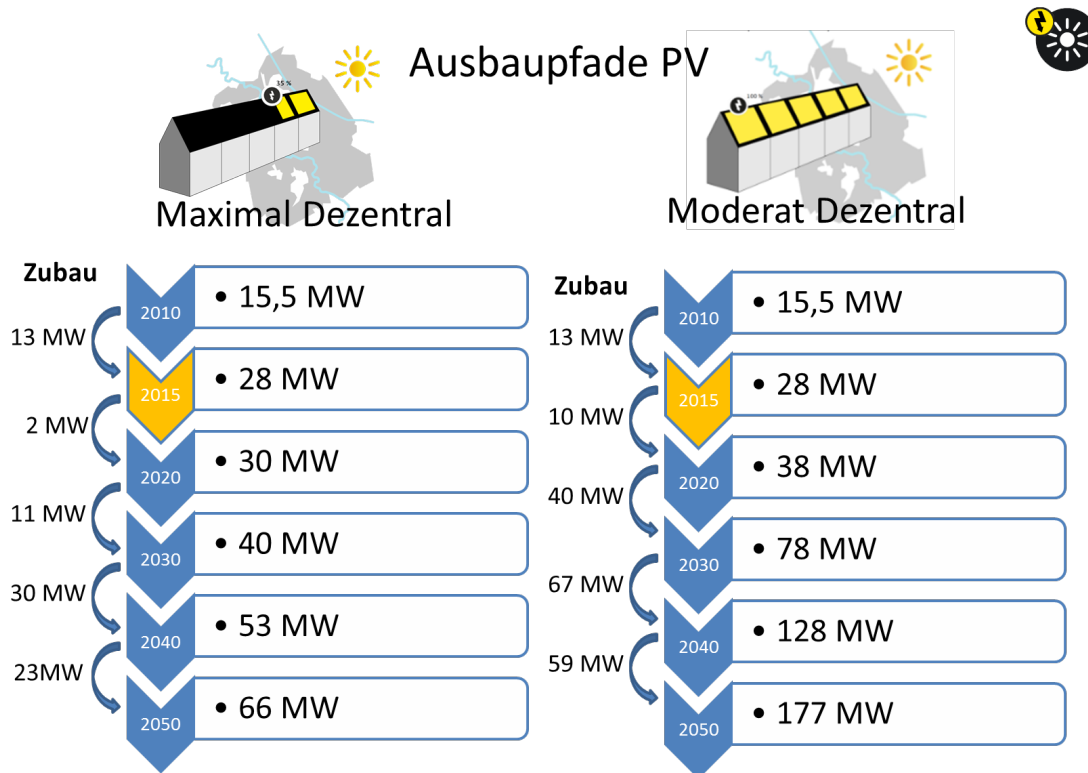 Ausbaupfade PV
35 %
100 %
Maximal Dezentral
Moderat Dezentral
Zubau
2010
• 15,5 MW
13 MW
2015
• 28 MW
2 MW
2020
• 30 MW
11 MW
2030
• 40 MW
30 MW
2040
• 53 MW
23MW
2050
• 66 MW
Zubau
2010
• 15,5 MW
13 MW
2015
• 28 MW
10 MW
2020
• 38 MW
40 MW
2030
• 78 MW
67 MW
2040
• 128 MW
59 MW
2050
• 177 MW